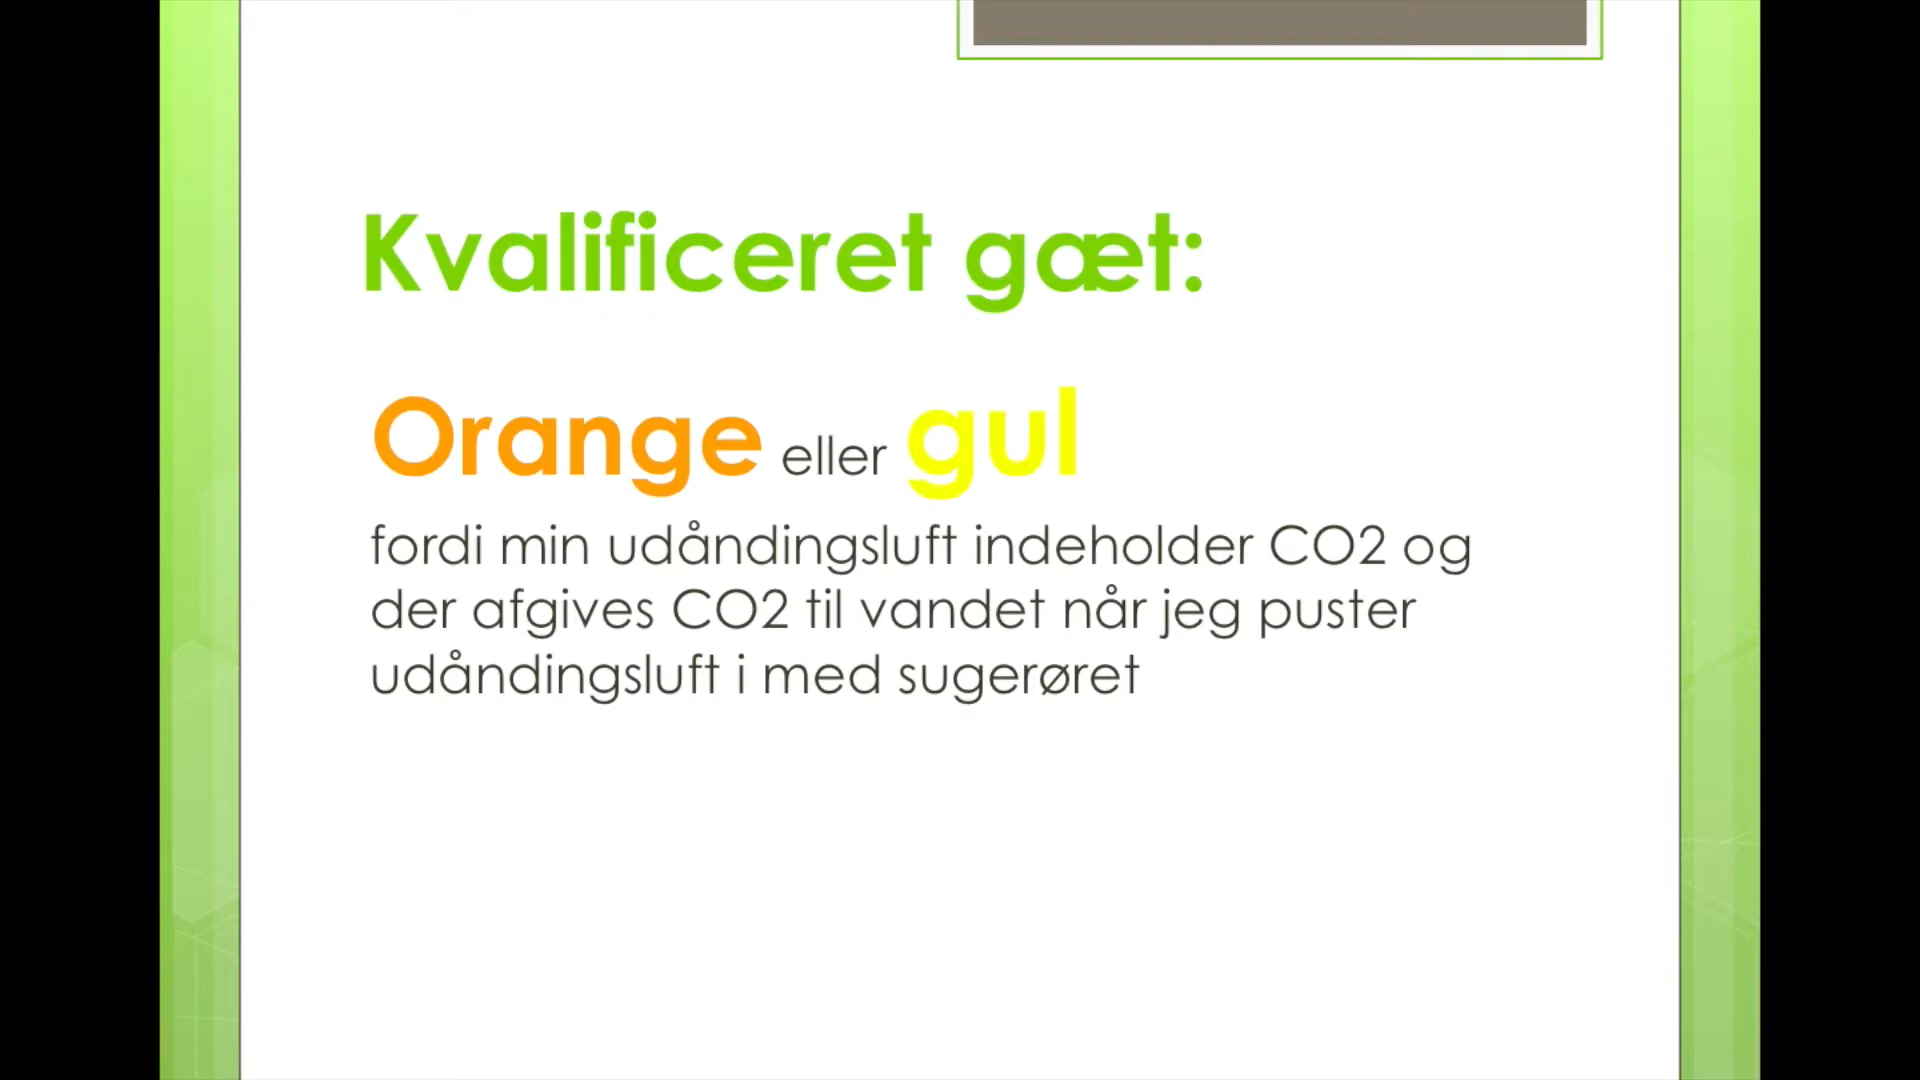 Kvalificeret gæt:
Orange eller gul
fordi min udåndingsluft indeholder CO2 og
der afgives CO2 til vandet når jeg puster
udåndingsluft i med sugerøret